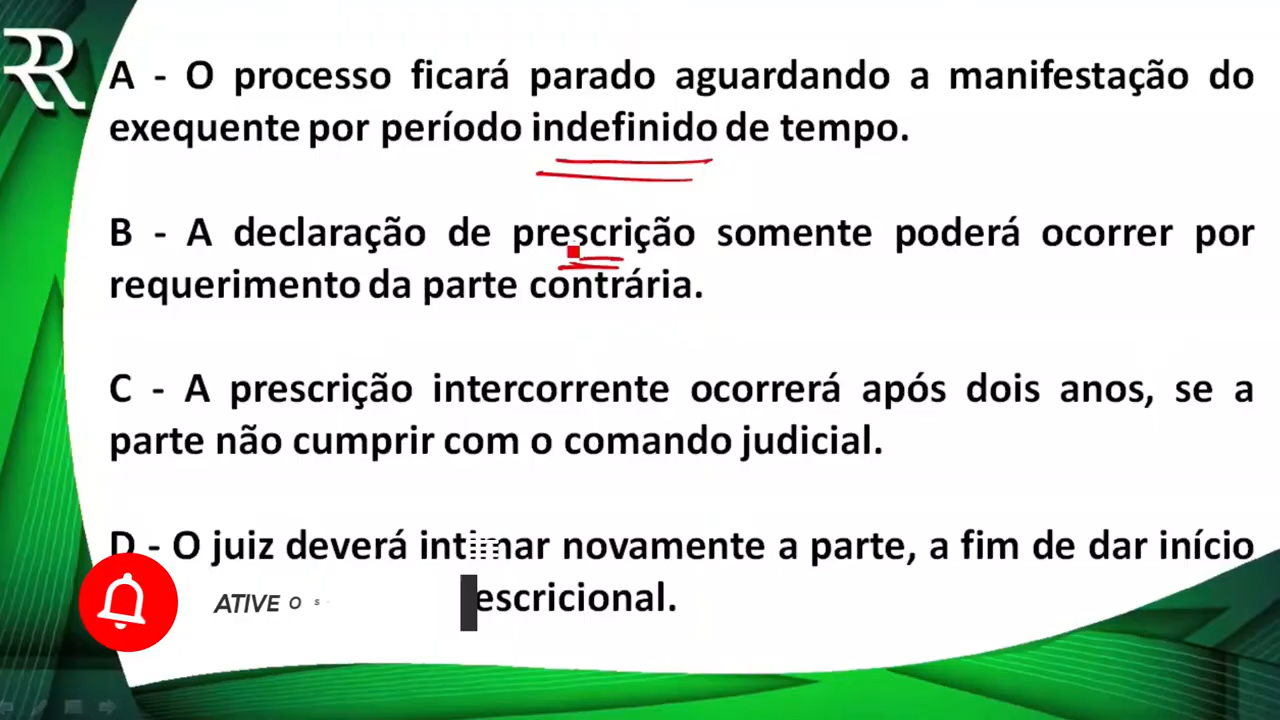 RR
A - O processo ficará parado aguardando a manifestação do
exequente por período indefinido de tempo.
B - A declaração de prescrição somente poderá ocorrer por
requerimento da parte contrária.
C - A prescrição intercorrente ocorrerá após dois anos, se a
parte não cumprir com o comando judicial.
D - O juiz deverá intimar novamente a parte, a fim de dar início
escricional.
ATIVE O S